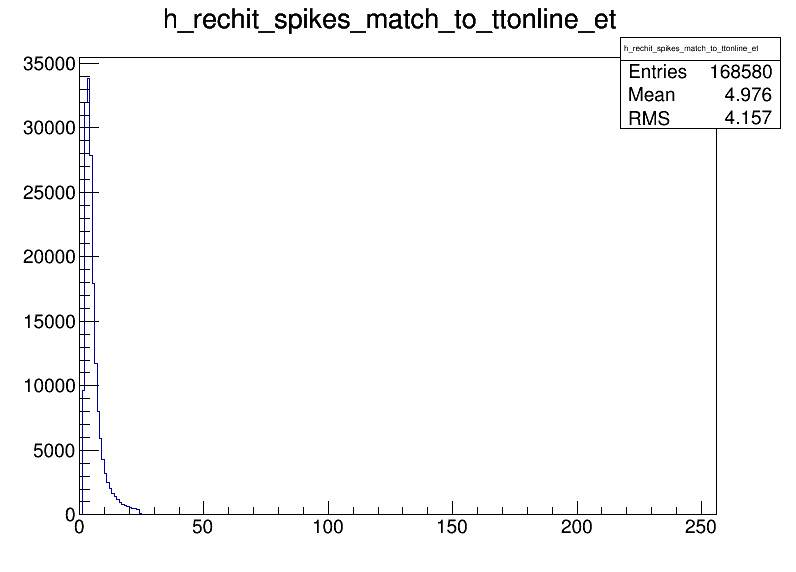 h_rechit_spikes_match_to_ttonline_et
h_rechit_spikes_match_to_ttonline_et
Entries 168580
Mean 4.976
RMS 4.157
35000
30000
25000
20000
15000
10000
5000
0
0 50 100 150 200 250